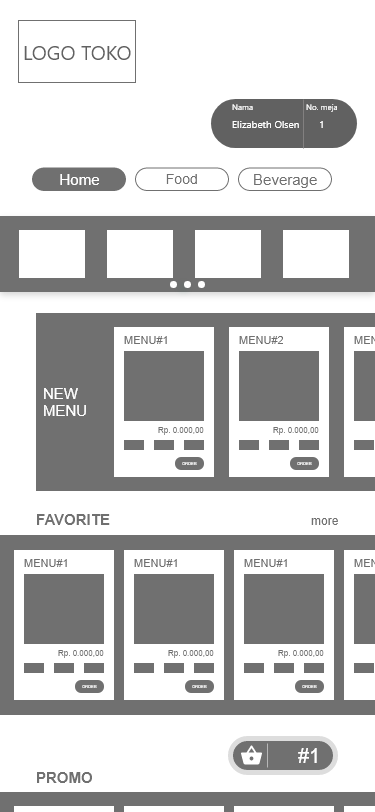 LOGO TOKO
Nama
No. meja
Elizabeth Olsen
1
Home
Food
Beverage
NEW
MENU
MENU#1
Rp. 0.000,00
ORDER
MENU#2
Rp. 0.000,00
ORDER
MEN
FAVORITE
more
MENU#1
Rp. 0.000,00
ORDER
MENU#1
Rp. 0.000,00
ORDER
MENU#1
Rp. 0.000,00
ORDER
MEN
#1
PROMO